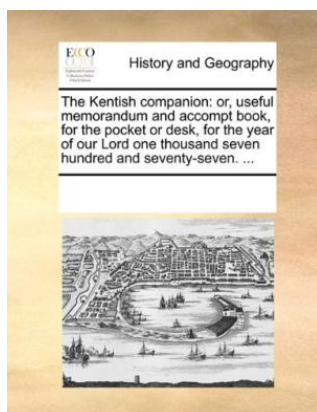 ECCO
History and Geography
The Kentish companion: or, useful
memorandum and accompt book,
for the pocket or desk, for the year
of our Lord one thousand seven
hundred and seventy-seven. ...